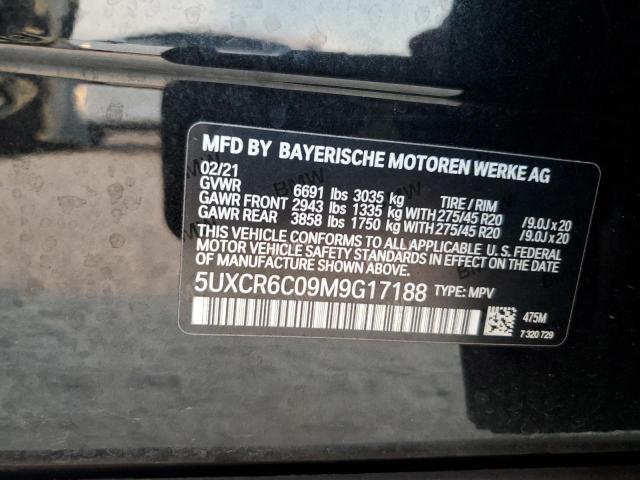 MFD BY BAYERISCHE MOTOREN WERKE AG
02/21
GVWR 6691 lbs 3035 kg TIRE / RIM
GAWR FRONT 2943 lbs 1335 kg WITH 275/45 R20 / 9.0J x 20
GAWR REAR 3858 lbs 1750 kg WITH 275/45 R20 / 9.0J x 20
THIS VEHICLE CONFORMS TO ALL APPLICABLE U.S. FEDERAL
MOTOR VEHICLE SAFETY STANDARDS IN EFFECT ON THE DATE
OF MANUFACTURE SHOWN ABOVE.
5UXCR6C09M9G17188 TYPE: MPV
475M
7 320 729